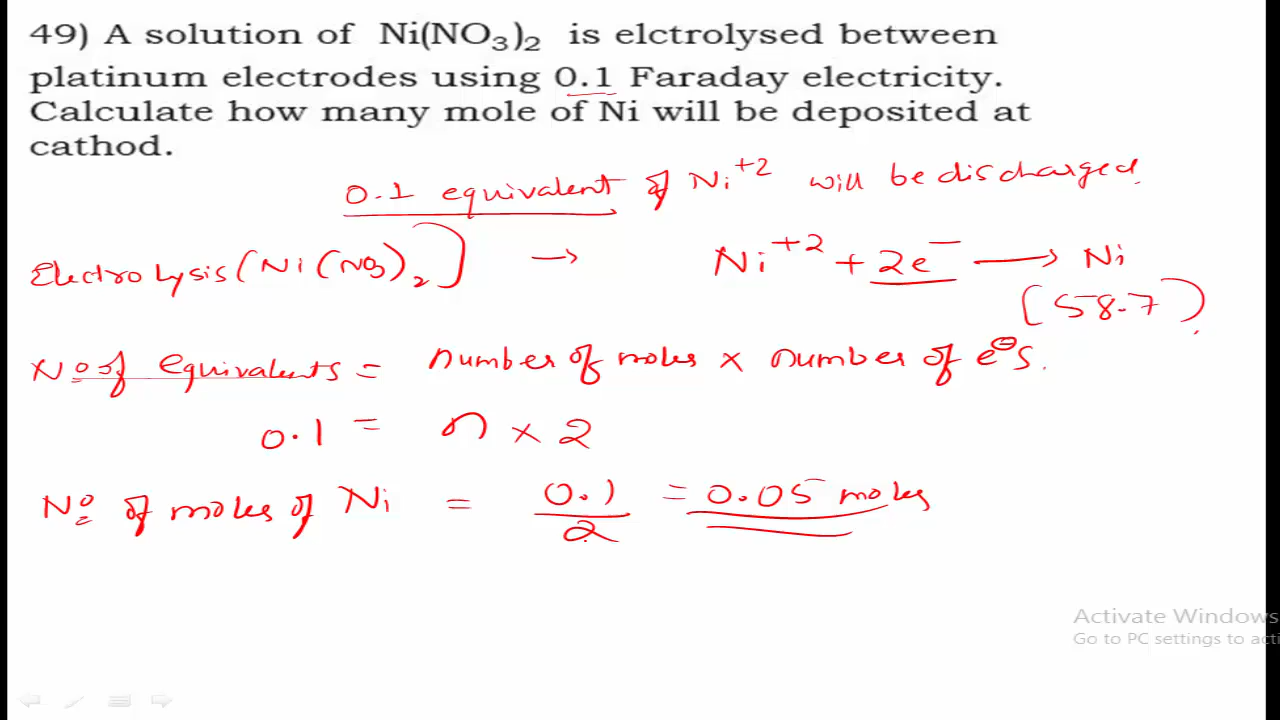 49) A solution of Ni(NO₃)₂ is elctrolysed between
platinum electrodes using 0.1 Faraday electricity.
Calculate how many mole of Ni will be deposited at
cathod.
0.1 equivalent of Ni⁺² will be discharged.
Electrolysis (Ni(NO₃)₂) → Ni⁺² + 2e⁻ → Ni
(58.7)
No of equivalents = number of moles × number of e⊖s.
0.1 = n × 2
No of moles of Ni = 0.1/2 = 0.05 moles
Activate Windows
Go to PC settings to acti